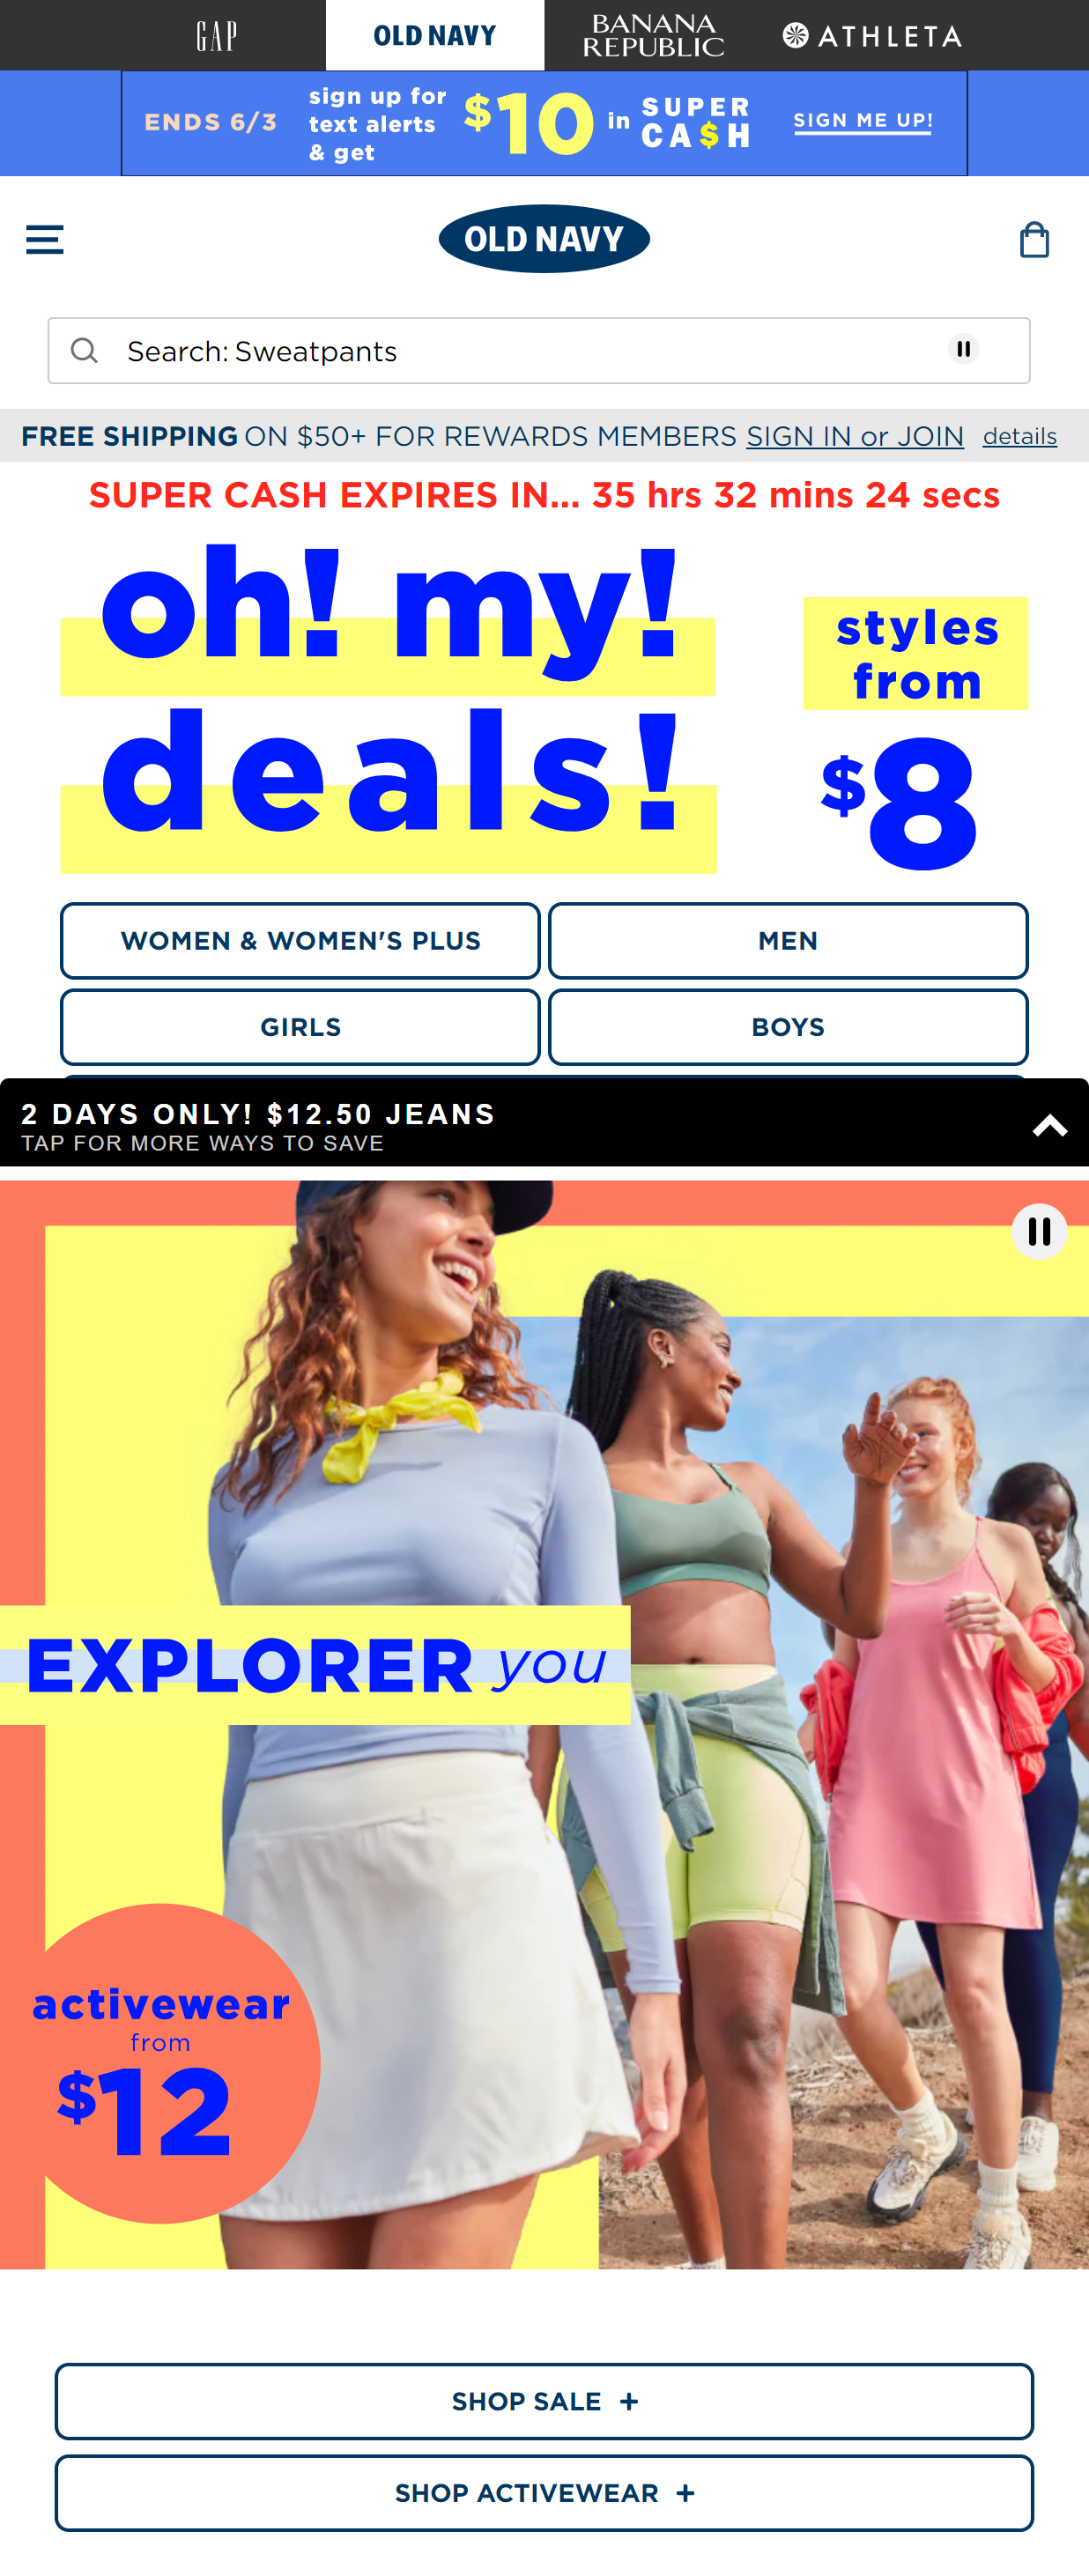 GAP
OLD NAVY
BANANA
REPUBLIC
ATHLETA
ENDS 6/3
sign up for
text alerts
& get
$10
in
SUPER
CA$H
SIGN ME UP!
OLD NAVY
Search: Sweatpants
FREE SHIPPING ON $50+ FOR REWARDS MEMBERS SIGN IN or JOIN details
SUPER CASH EXPIRES IN... 35 hrs 32 mins 24 secs
oh! my!
deals!
styles
from
$8
WOMEN & WOMEN'S PLUS
MEN
GIRLS
BOYS
2 DAYS ONLY! $12.50 JEANS
TAP FOR MORE WAYS TO SAVE
EXPLORER you
activewear
from
$12
SHOP SALE +
SHOP ACTIVEWEAR +